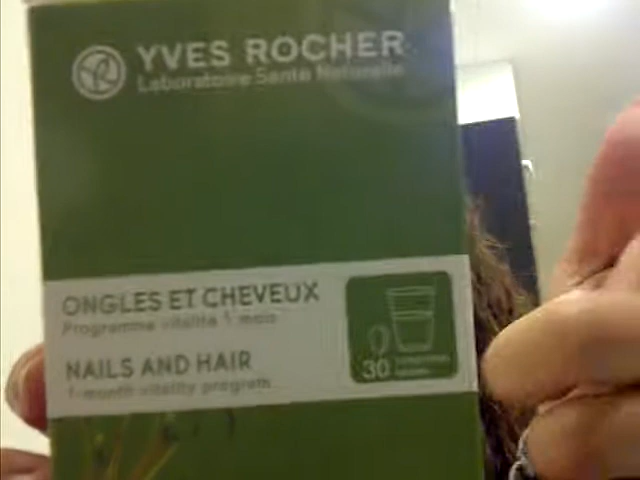 YVES ROCHER
Laboratoire Santé Naturelle
ONGLES ET CHEVEUX
Programme vitalité 1 mois
NAILS AND HAIR
1-month vitality program
30